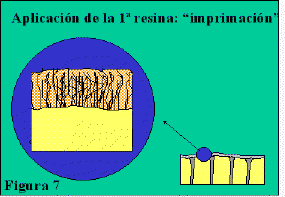 Aplicación de la 1ª resina: “imprimación”
Figura 7